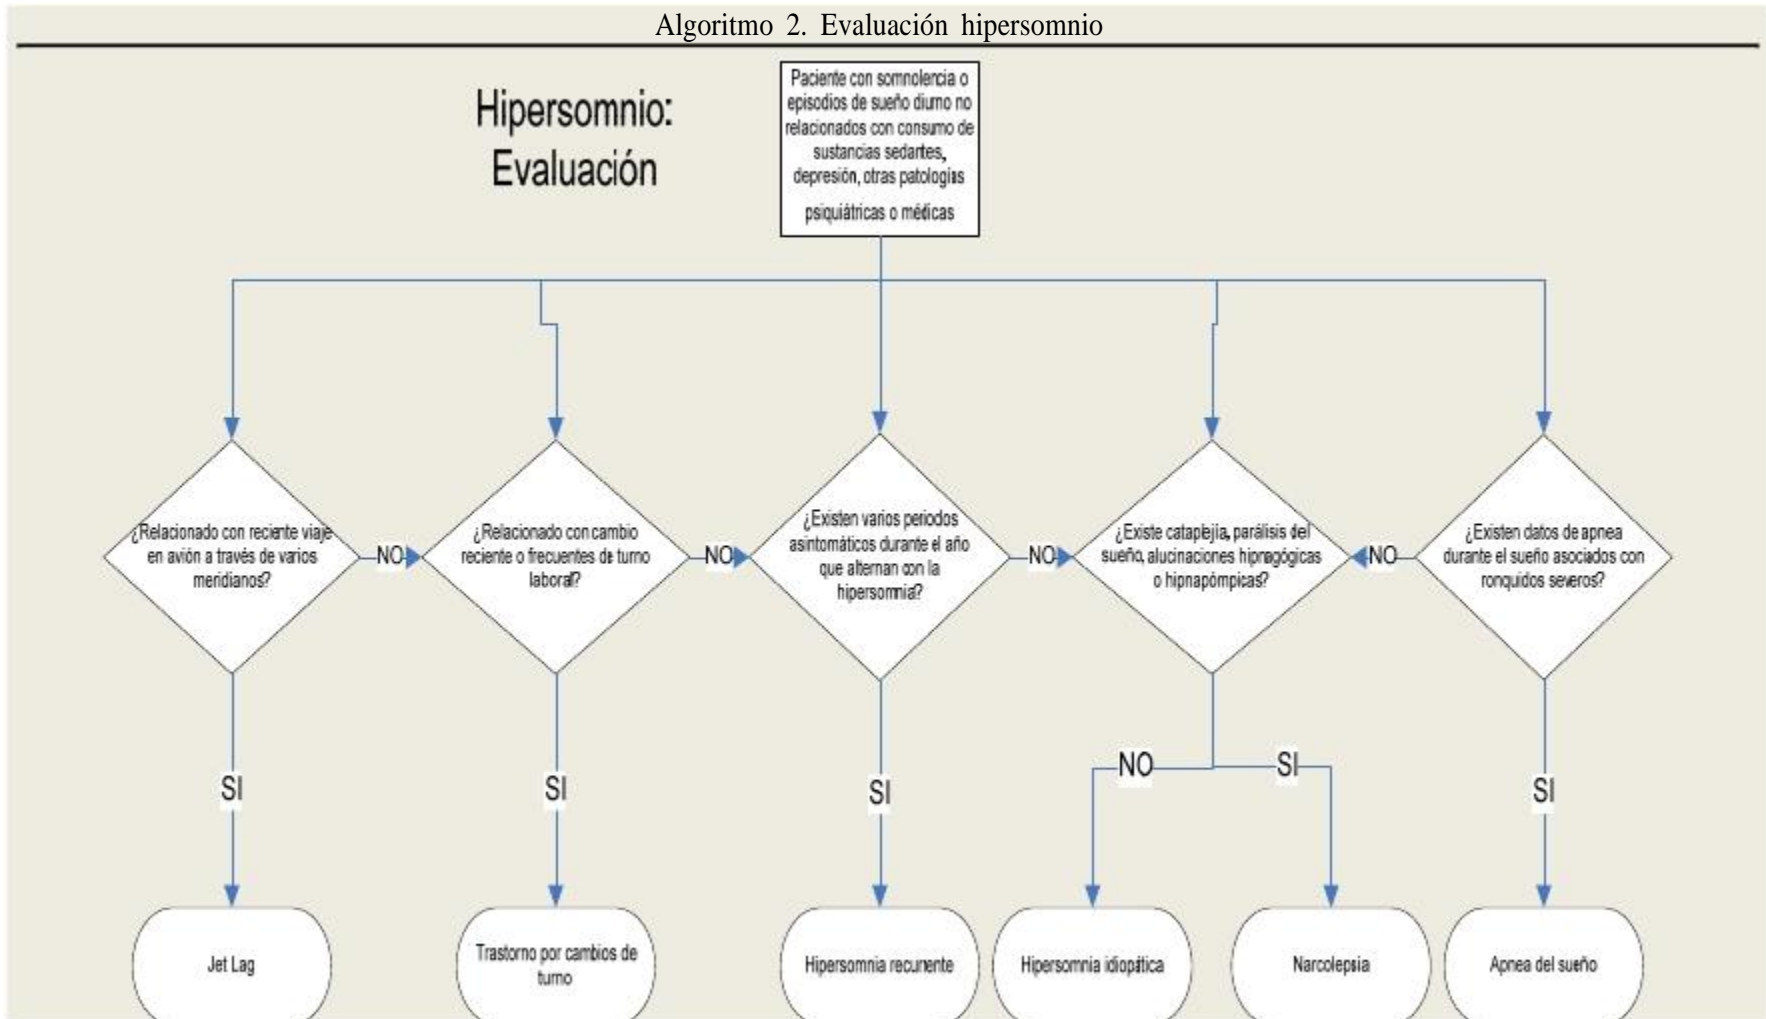 Algoritmo 2. Evaluación hipersomnio
Hipersomnio:
Evaluación
Paciente con somnolencia o
episodios de sueño diurno no
relacionados con consumo de
sustancias sedantes,
depresión, otras patologías
psiquiátricas o médicas
¿Relacionado con reciente viaje
en avión a través de varios
meridianos?
NO
¿Relacionado con cambio
reciente o frecuentes de turno
laboral?
NO
¿Existen varios periodos
asintomáticos durante el año
que alternan con la
hipersomnia?
NO
¿Existe cataplejia, parálisis del
sueño, alucinaciones hipnagógicas
o hipnapómpicas?
NO
¿Existen datos de apnea
durante el sueño asociados con
ronquidos severos?
SI
SI
SI
NO
SI
SI
Jet Lag
Trastorno por cambios de
turno
Hipersomnia recurrente
Hipersomnia idiopática
Narcolepsia
Apnea del sueño